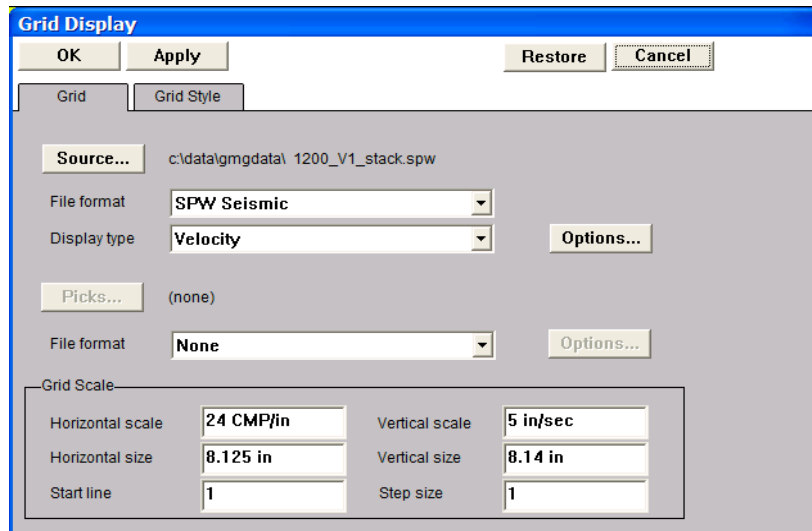 Grid Display
OK Apply Restore Cancel
Grid Grid Style
Source... c:\data\gmgdata\ 1200_V1_stack.spw
File format SPW Seismic
Display type Velocity Options...
Picks... (none)
File format None Options...
Grid Scale
Horizontal scale 24 CMP/in Vertical scale 5 in/sec
Horizontal size 8.125 in Vertical size 8.14 in
Start line 1 Step size 1